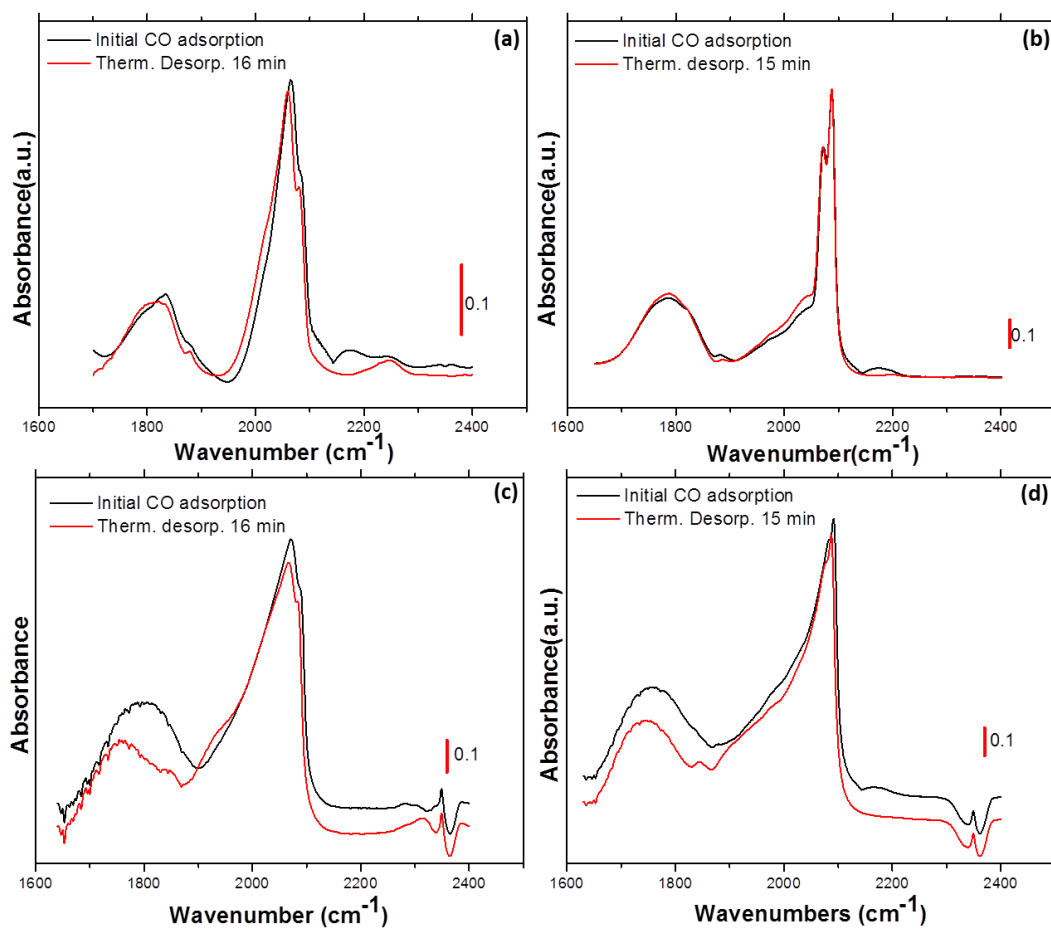 Initial CO adsorption
Therm. Desorp. 16 min
(a)
Absorbance(a.u.)
0.1
1600 1800 2000 2200 2400
Wavenumber (cm-1)
Initial CO adsorption
Therm. desorp. 15 min
(b)
Absorbance(a.u.)
0.1
1600 1800 2000 2200 2400
Wavenumber(cm-1)
Initial CO adsorption
Therm. desorp. 16 min
(c)
Absorbance
0.1
1600 1800 2000 2200 2400
Wavenumber (cm-1)
Initial CO adsorption
Therm. Desorp. 15 min
(d)
Absorbance(a.u.)
0.1
1600 1800 2000 2200 2400
Wavenumbers (cm-1)